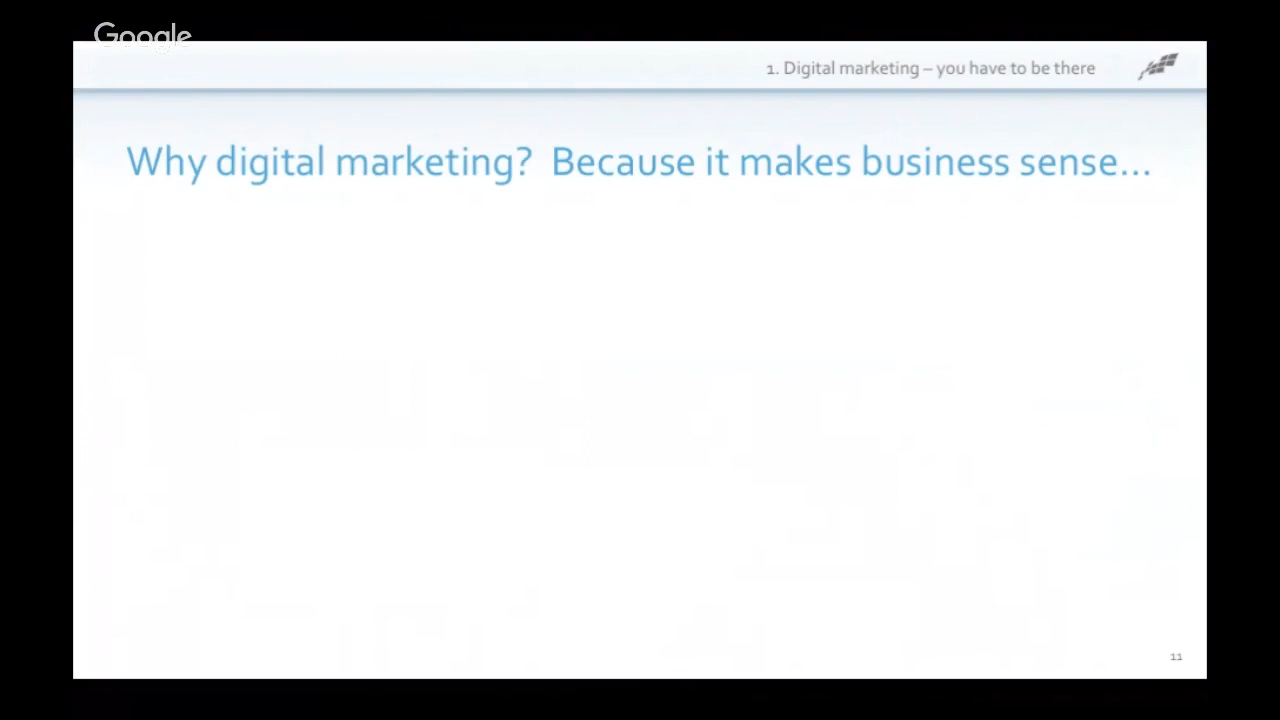 Google
1. Digital marketing – you have to be there
Why digital marketing?  Because it makes business sense...
11